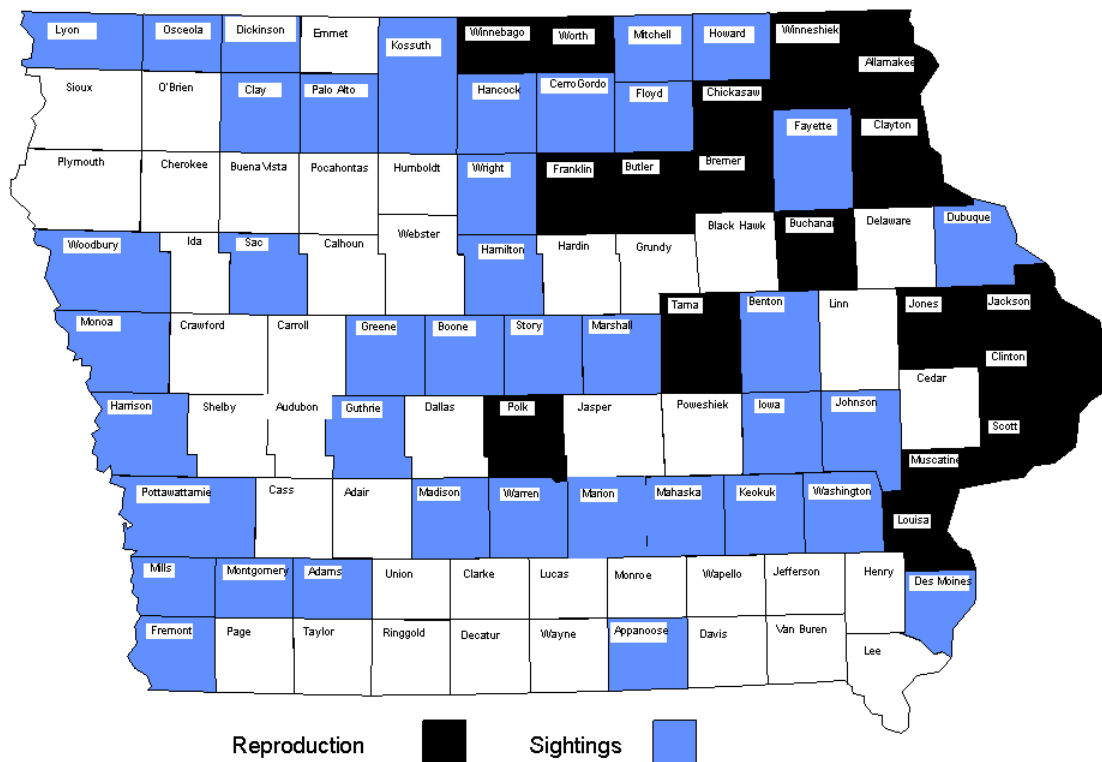 Lyon Osceola Dickinson Emmet Kossuth Winnebago Worth Mitchell Howard Winneshiek Allamakee
Sioux O'Brien Clay Palo Alto Hancock CerroGordo Floyd Chickasaw Fayette Clayton
Plymouth Cherokee Buena Vista Pocahontas Humboldt Wright Franklin Butler Bremer
Woodbury Ida Sac Calhoun Webster Hamilton Hardin Grundy Black Hawk Buchanan Delaware Dubuque
Monoa Crawford Carroll Greene Boone Story Marshall Tama Benton Linn Jones Jackson
Clinton
Harrison Shelby Audubon Guthrie Dallas Polk Jasper Poweshiek Iowa Johnson Cedar Scott
Muscatine
Pottawattamie Cass Adair Madison Warren Marion Mahaska Keokuk Washington Louisa
Mills Montgomery Adams Union Clarke Lucas Monroe Wapello Jefferson Henry Des Moines
Fremont Page Taylor Ringgold Decatur Wayne Appanoose Davis Van Buren Lee
Reproduction Sightings